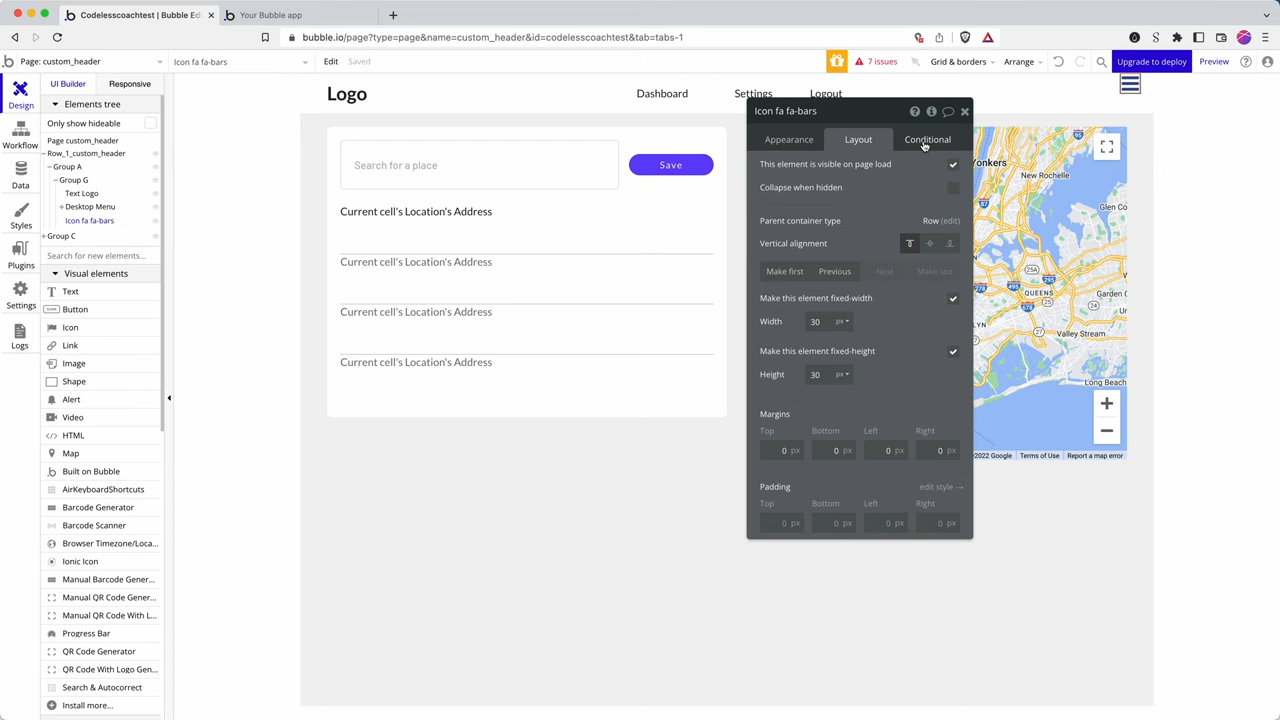 Codelesscoachtest | Bubble Ed
Your Bubble app
bubble.io/page?type=page&name=custom_header&id=codelesscoachtest&tab=tabs-1
Page: custom_header
Icon fa fa-bars
Edit
Saved
7 issues
Grid & borders
Arrange
Upgrade to deploy
Preview
Design
Workflow
Data
Styles
Plugins
Settings
Logs
UI Builder
Responsive
Elements tree
Only show hideable
Page custom_header
Row_1_custom_header
Group A
Group G
Text Logo
Desktop Menu
Icon fa fa-bars
Group C
Search for new elements...
Visual elements
Text
Button
Icon
Link
Image
Shape
Alert
Video
HTML
Map
Built on Bubble
AirKeyboardShortcuts
Barcode Generator
Barcode Scanner
Browser Timezone/Loca...
Ionic Icon
Manual Barcode Gener...
Manual QR Code Gener...
Manual QR Code With L...
Progress Bar
QR Code Generator
QR Code With Logo Gen...
Search & Autocorrect
Install more...
Logo
Dashboard
Settings
Logout
Search for a place
Save
Current cell's Location's Address
Current cell's Location's Address
Current cell's Location's Address
Current cell's Location's Address
Icon fa fa-bars
Appearance
Layout
Conditional
This element is visible on page load
Collapse when hidden
Parent container type
Row (edit)
Vertical alignment
Make first
Previous
Next
Make last
Make this element fixed-width
Width
30
px
Make this element fixed-height
Height
30
px
Margins
Top
Bottom
Left
Right
0 px
0 px
0 px
0 px
Padding
edit style →
Top
Bottom
Left
Right
0 px
0 px
0 px
0 px
onkers
New Rochelle
Glen Co
QUEENS
Garden C
Valley Stream
Long Beach
2022 Google
Terms of Use
Report a map error